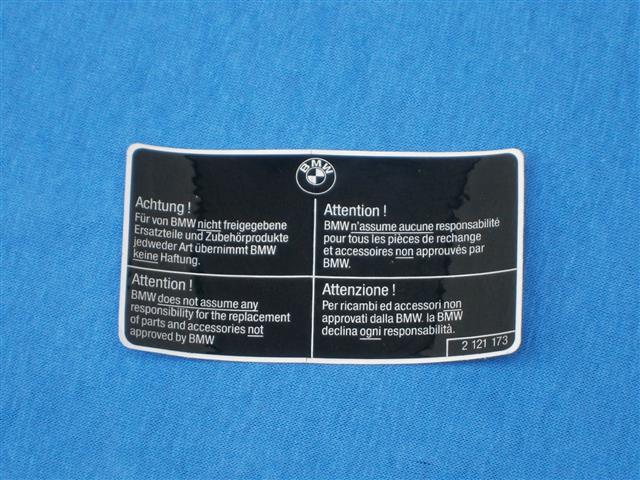 BMW
Achtung !
Für von BMW nicht freigegebene
Ersatzteile und Zubehörprodukte
jedweder Art übernimmt BMW
keine Haftung.
Attention !
BMW n'assume aucune responsabilité
pour tous les pièces de rechange
et accessoires non approuvés par
BMW.
Attention !
BMW does not assume any
responsibility for the replacement
of parts and accessories not
approved by BMW
Attenzione !
Per ricambi ed accessori non
approvati dalla BMW. la BMW
declina ogni responsabilità.
2 121 173